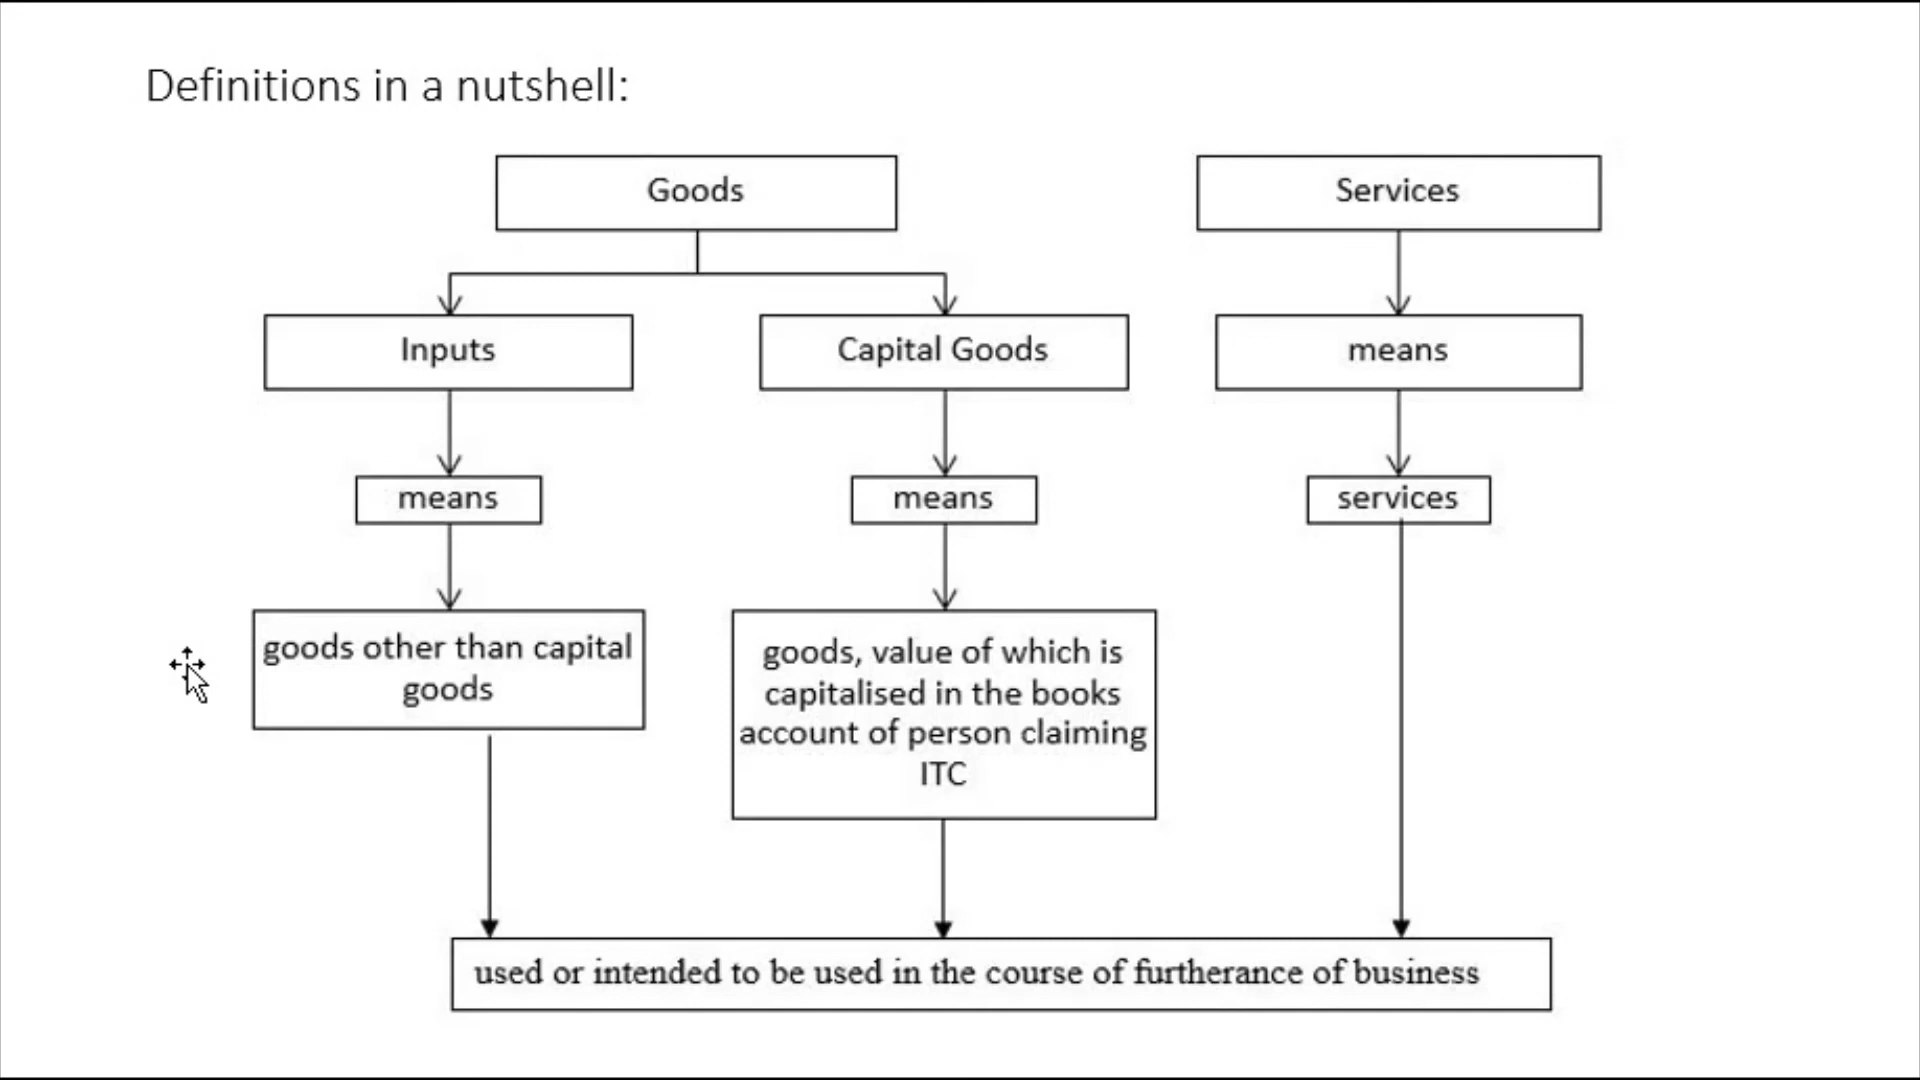 Definitions in a nutshell:
Goods
Services
Inputs
Capital Goods
means
means
means
services
goods other than capital
goods
goods, value of which is
capitalised in the books
account of person claiming
ITC
used or intended to be used in the course of furtherance of business